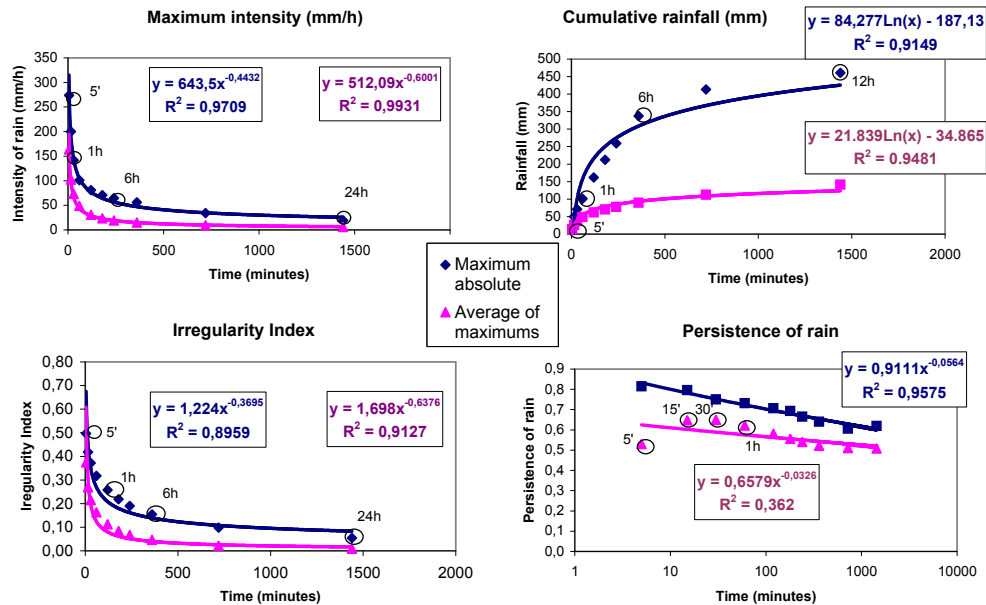 Maximum intensity (mm/h)
y = 643,5x^-0,4432
R² = 0,9709
y = 512,09x^-0,6001
R² = 0,9931
Intensity of rain (mm/h)
350
300
250
200
150
100
50
0
5'
1h
6h
24h
0
500
1000
1500
2000
Time (minutes)
Cumulative rainfall (mm)
y = 84,277Ln(x) - 187,13
R² = 0,9149
y = 21.839Ln(x) - 34.865
R² = 0.9481
Rainfall (mm)
500
450
400
350
300
250
200
150
100
50
0
5'
1h
6h
12h
0
500
1000
1500
2000
Time (minutes)
Maximum
absolute
Average of
maximums
Irregularity Index
y = 1,224x^-0,3695
R² = 0,8959
y = 1,698x^-0,6376
R² = 0,9127
Irregularity Index
0,80
0,70
0,60
0,50
0,40
0,30
0,20
0,10
0,00
5'
1h
6h
24h
0
500
1000
1500
2000
Time (minutes)
Persistence of rain
y = 0,9111x^-0,0564
R² = 0,9575
y = 0,6579x^-0,0326
R² = 0,362
Persistence of rain
0,9
0,8
0,7
0,6
0,5
0,4
0,3
0,2
0,1
0,0
5'
15'
30'
1h
1
10
100
1000
10000
Time (minutes)